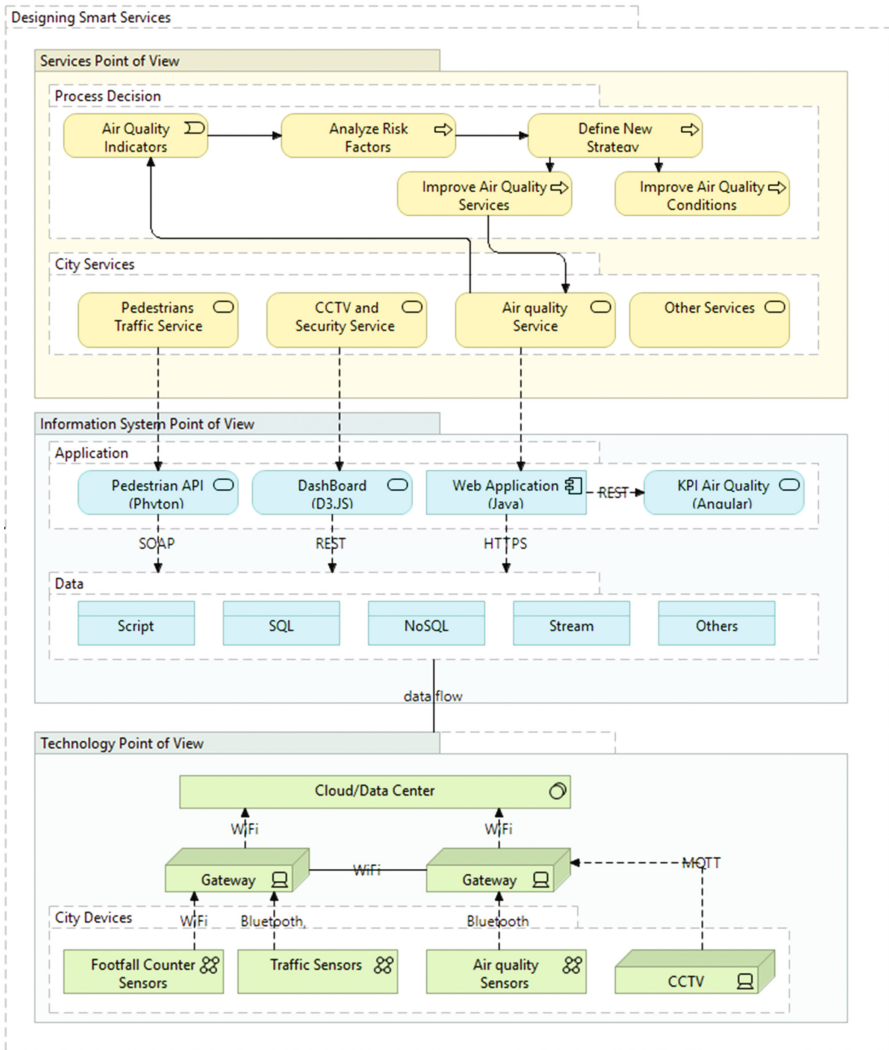 Designing Smart Services
Services Point of View
Process Decision
Air Quality
Indicators
Analyze Risk
Factors
Define New
Strategy
Improve Air Quality
Services
Improve Air Quality
Conditions
City Services
Pedestrians
Traffic Service
CCTV and
Security Service
Air quality
Service
Other Services
Information System Point of View
Application
Pedestrian API
(Phyton)
DashBoard
(D3.JS)
Web Application
(Java)
REST
KPI Air Quality
(Angular)
SOAP
REST
HTTPS
Data
Script
SQL
NoSQL
Stream
Others
data flow
Technology Point of View
Cloud/Data Center
WiFi
WiFi
Gateway
WiFi
Gateway
MQTT
City Devices
WiFi
Bluetooth,
Bluetooth
Footfall Counter
Sensors
Traffic Sensors
Air quality
Sensors
CCTV